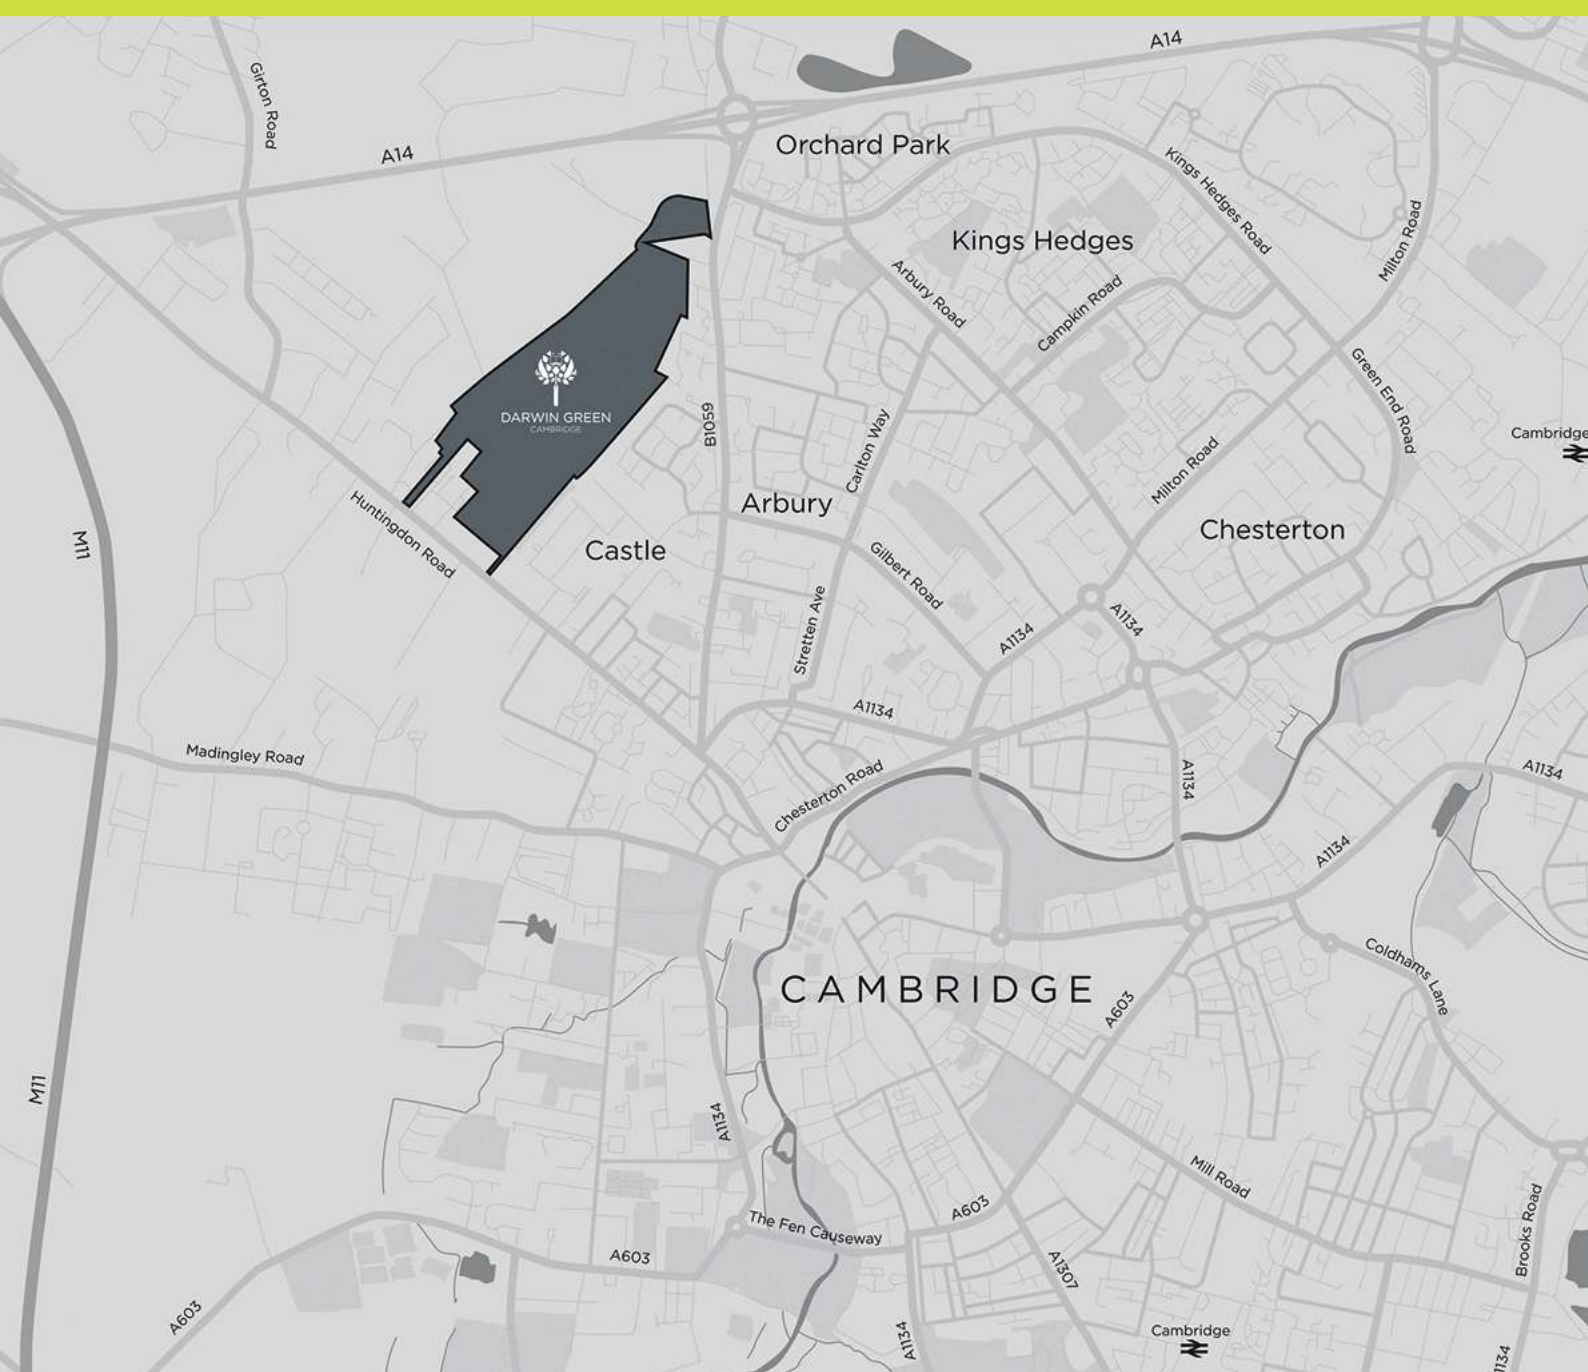 A14
Girton Road
Orchard Park
A14
Kings Hedges Road
Milton Road
Kings Hedges
Arbury Road
Campkin Road
Green End Road
DARWIN GREEN
CAMBRIDGE
B1059
Carlton Way
Cambridge
Milton Road
Huntingdon Road
Arbury
M11
Castle
Chesterton
Gilbert Road
Stretten Ave
A1134
A1134
A1134
Madingley Road
Chesterton Road
A1134
A1134
A1134
CAMBRIDGE
Coldhams Lane
A603
M11
A1134
Mill Road
A603
The Fen Causeway
Brooks Road
A603
A1307
A603
Cambridge
A1134
1134